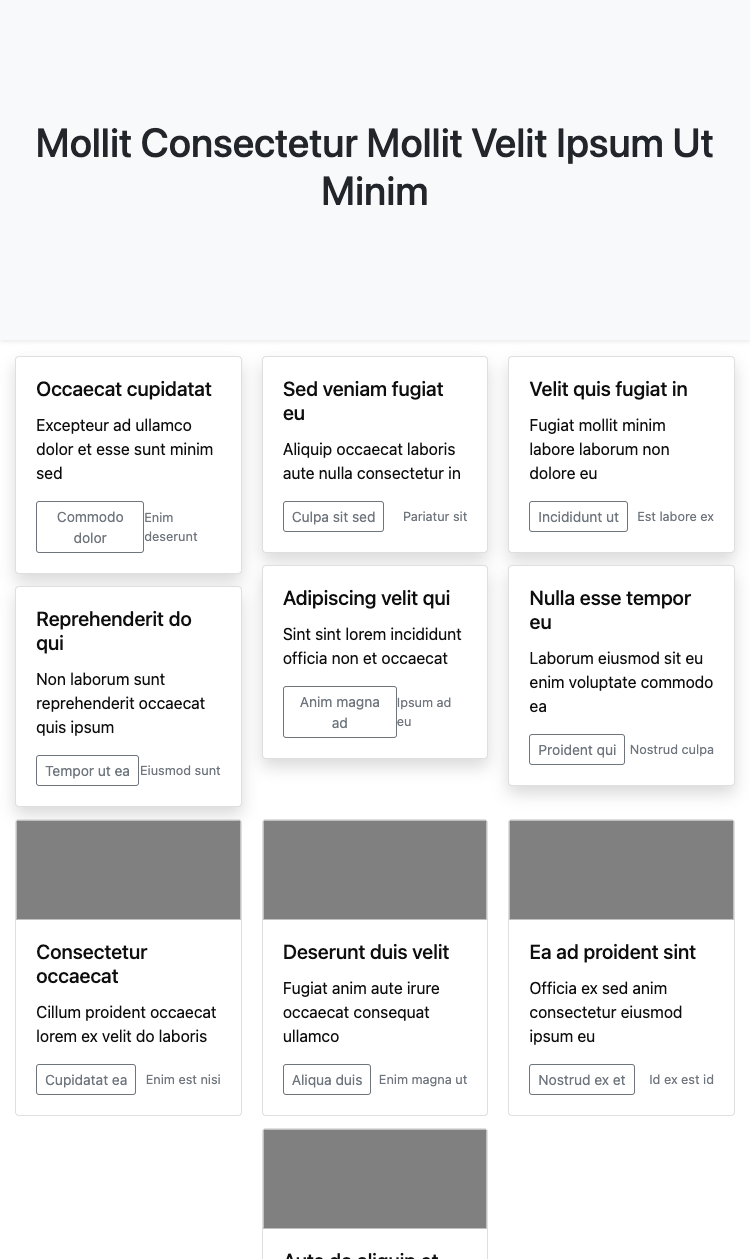 Mollit Consectetur Mollit Velit Ipsum Ut
Minim
Occaecat cupidatat
Excepteur ad ullamco
dolor et esse sunt minim
sed
Commodo
dolor
Enim
deserunt
Reprehenderit do
qui
Non laborum sunt
reprehenderit occaecat
quis ipsum
Tempor ut ea
Eiusmod sunt
Sed veniam fugiat
eu
Aliquip occaecat laboris
aute nulla consectetur in
Culpa sit sed
Pariatur sit
Adipiscing velit qui
Sint sint lorem incididunt
officia non et occaecat
Anim magna
ad
Ipsum ad
eu
Velit quis fugiat in
Fugiat mollit minim
labore laborum non
dolore eu
Incididunt ut
Est labore ex
Nulla esse tempor
eu
Laborum eiusmod sit eu
enim voluptate commodo
ea
Proident qui
Nostrud culpa
Consectetur
occaecat
Cillum proident occaecat
lorem ex velit do laboris
Cupidatat ea
Enim est nisi
Deserunt duis velit
Fugiat anim aute irure
occaecat consequat
ullamco
Aliqua duis
Enim magna ut
Ea ad proident sint
Officia ex sed anim
consectetur eiusmod
ipsum eu
Nostrud ex et
Id ex est id